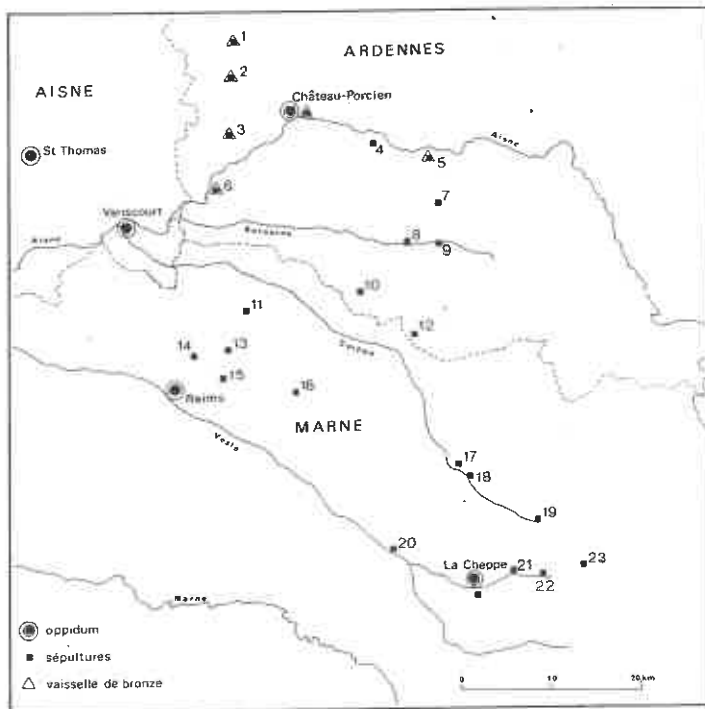 1
ARDENNES
2
AISNE
Château-Porcien
3
4
Aisne
St Thomas
5
6
7
Variscourt
Aisne
Retourne
8
9
10
11
12
Suippe
13
14
15
16
Reims
MARNE
Vesle
17
18
19
20
La Cheppe
21
22
23
Marne
oppidum
sépultures
vaisselle de bronze
0 10 20 km